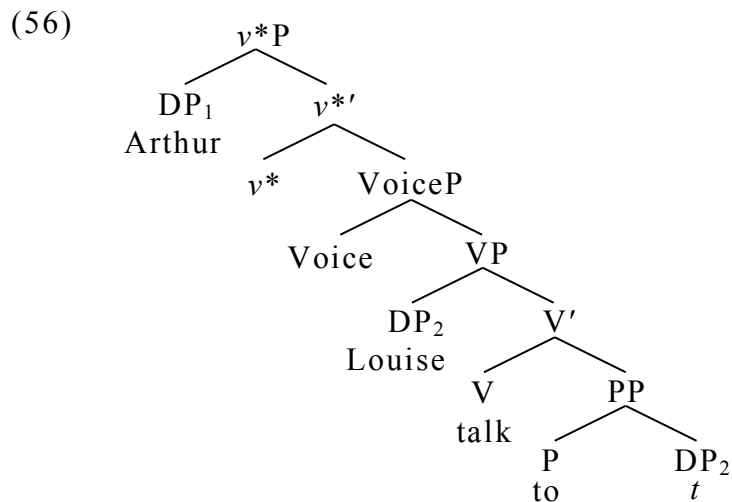 (56)
v*P
DP₁ v*′
Arthur
v* VoiceP
Voice VP
DP₂ V′
Louise
V PP
talk
P DP₂
to t